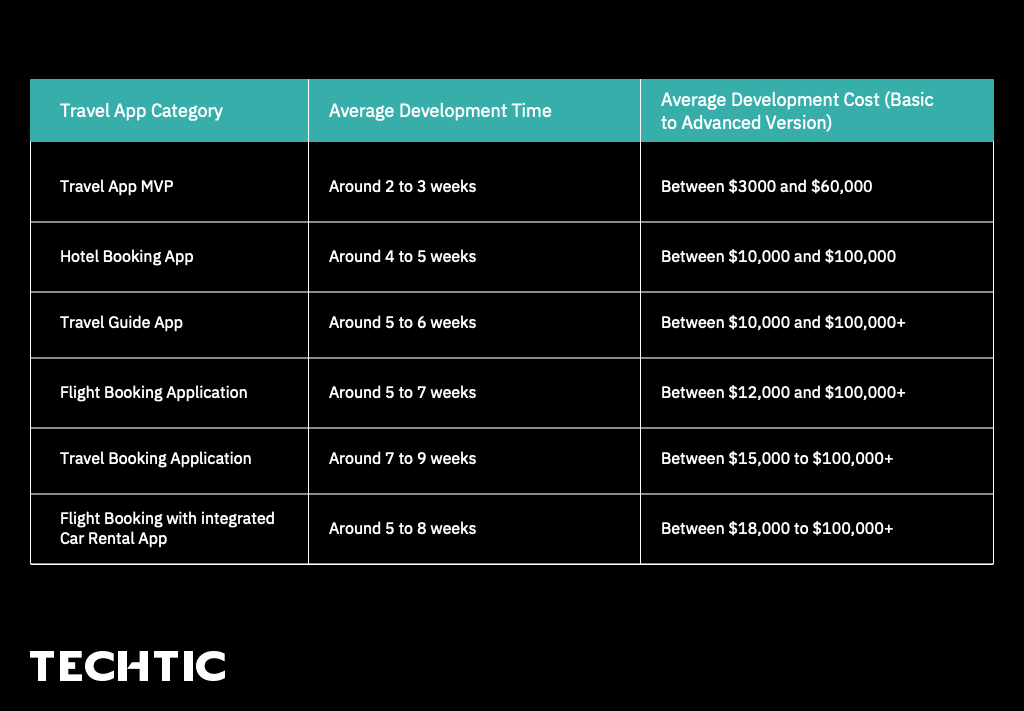 Travel App Category
Average Development Time
Average Development Cost (Basic
to Advanced Version)
Travel App MVP
Around 2 to 3 weeks
Between $3000 and $60,000
Hotel Booking App
Around 4 to 5 weeks
Between $10,000 and $100,000
Travel Guide App
Around 5 to 6 weeks
Between $10,000 and $100,000+
Flight Booking Application
Around 5 to 7 weeks
Between $12,000 and $100,000+
Travel Booking Application
Around 7 to 9 weeks
Between $15,000 to $100,000+
Flight Booking with integrated
Car Rental App
Around 5 to 8 weeks
Between $18,000 to $100,000+
TECHTIC